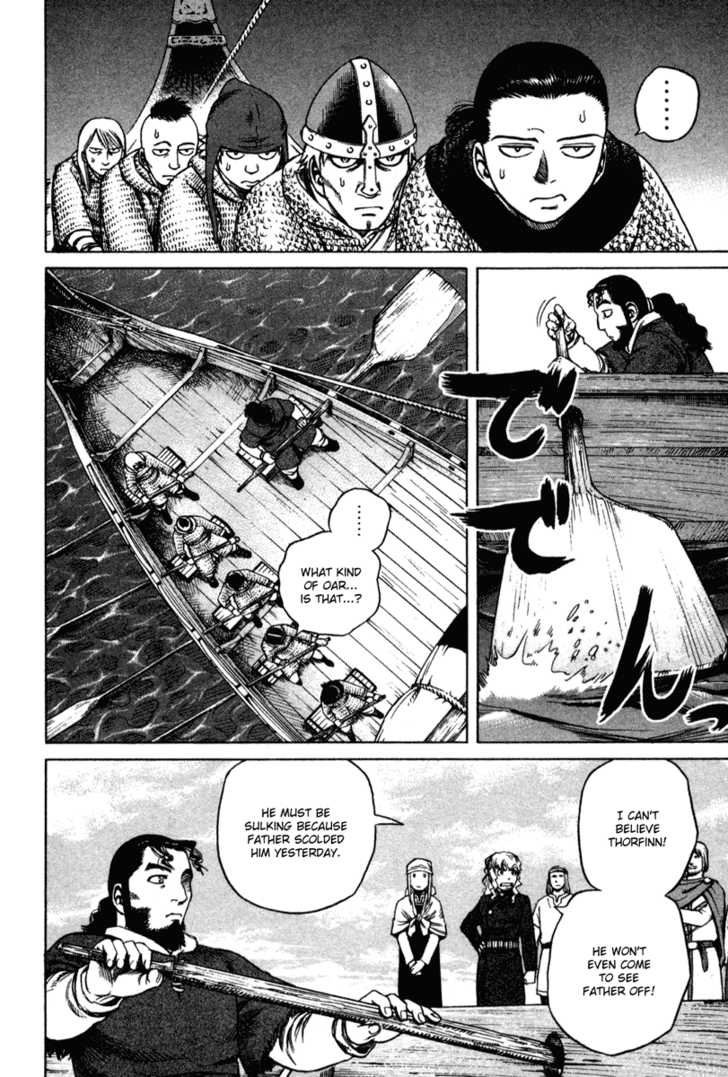 ......
で
で
んっ
......
WHAT KIND
OF OAR...
IS THAT...?
I CAN'T
BELIEVE
THORFINN!
HE WON'T
EVEN COME
TO SEE
FATHER OFF!
HE MUST BE
SULKING BECAUSE
FATHER SCOLDED
HIM YESTERDAY.